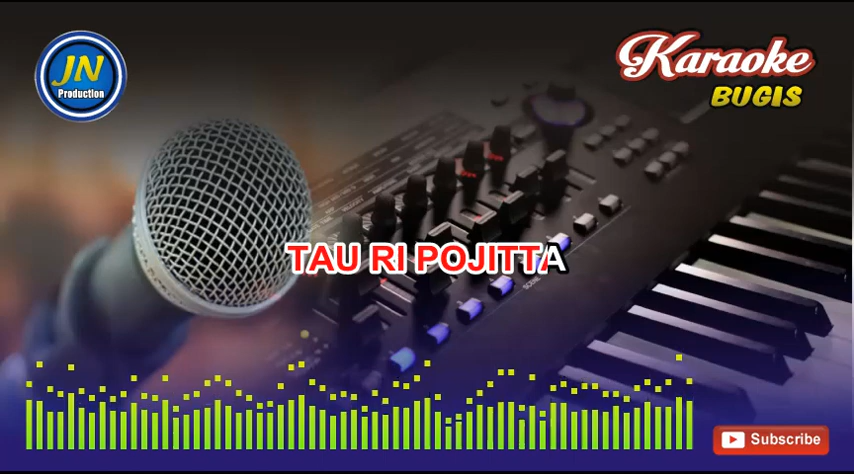 JN
Production
Karaoke
BUGIS
TAU RI POJITTA
Subscribe